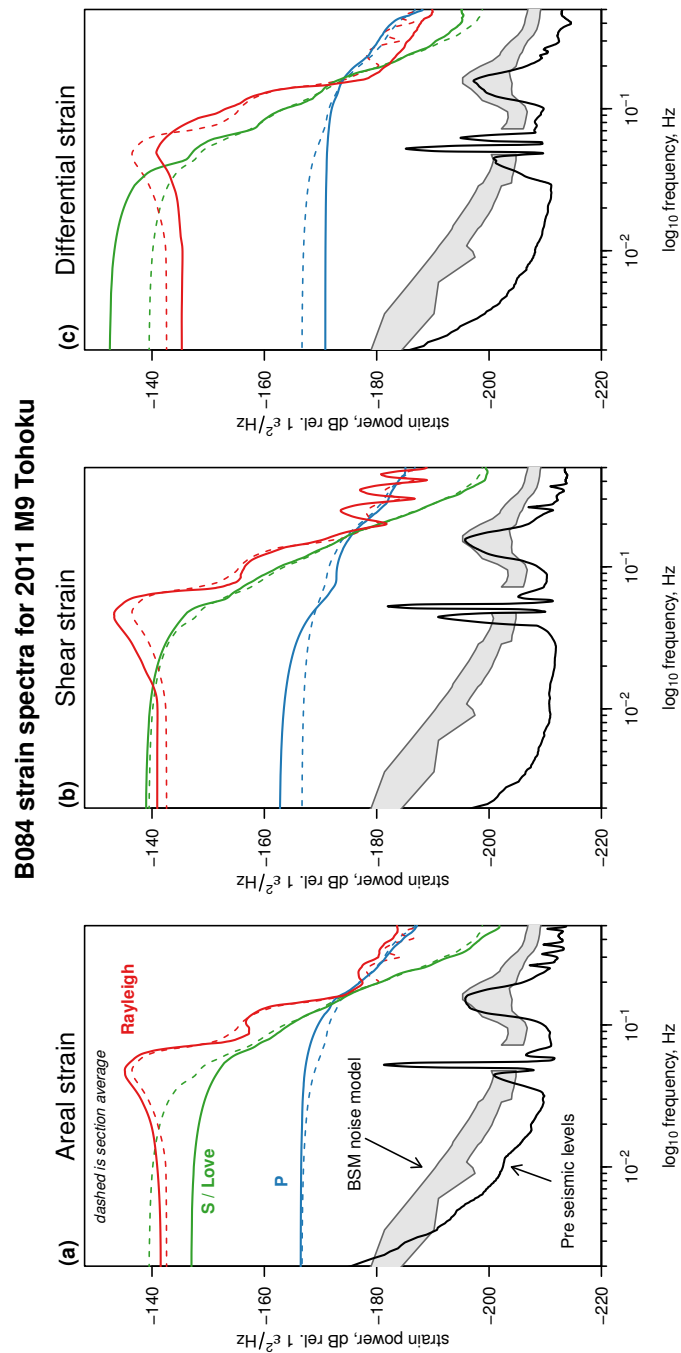 B084 strain spectra for 2011 M9 Tohoku
(a)
Areal strain
dashed is section average
Rayleigh
S / Love
P
BSM noise model
Pre seismic levels
strain power, dB rel. 1 ε²/Hz
−140
−160
−180
−200
−220
10⁻²
10⁻¹
log₁₀ frequency, Hz
(b)
Shear strain
strain power, dB rel. 1 ε²/Hz
−140
−160
−180
−200
−220
10⁻²
10⁻¹
log₁₀ frequency, Hz
(c)
Differential strain
strain power, dB rel. 1 ε²/Hz
−140
−160
−180
−200
−220
10⁻²
10⁻¹
log₁₀ frequency, Hz